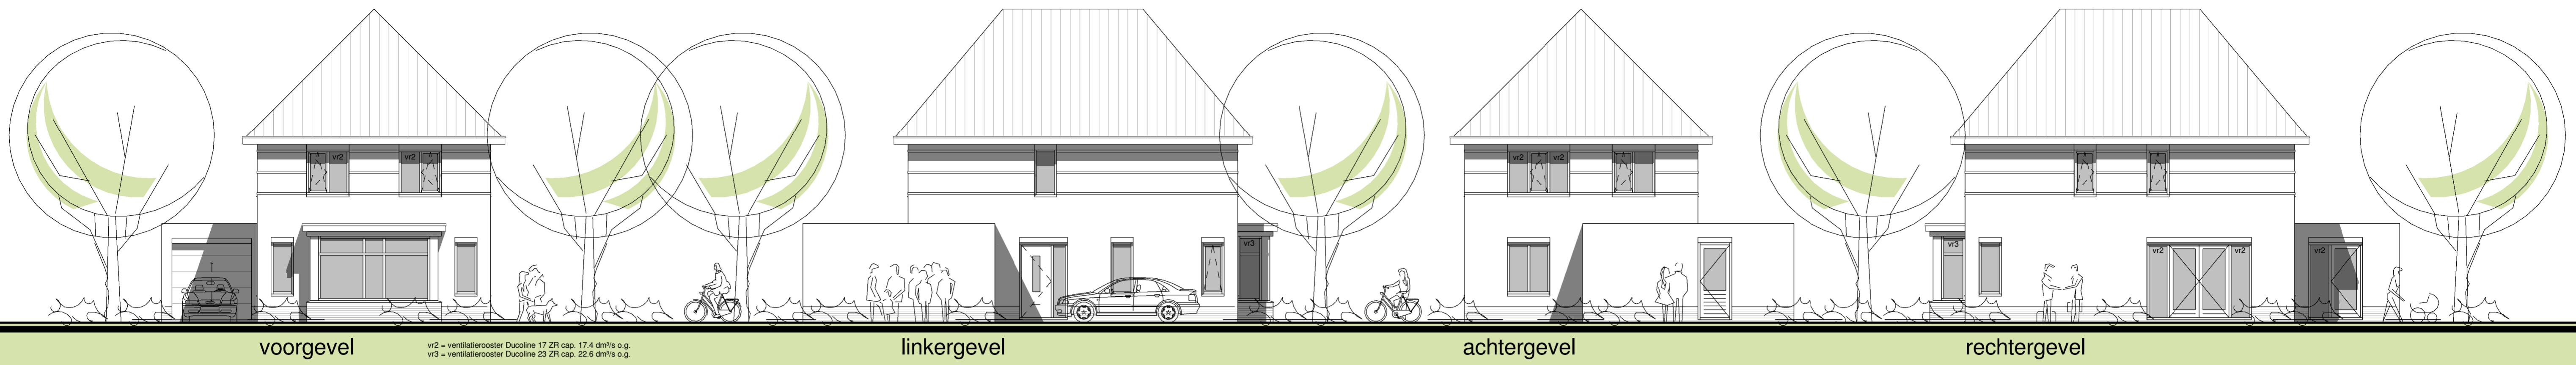 vr2
vr2
vr3
vr2
vr2
vr3
vr2
vr2
vr2
voorgevel
vr2 = ventilatierooster Ducoline 17 ZR cap. 17.4 dm³/s o.g.
vr3 = ventilatierooster Ducoline 23 ZR cap. 22.6 dm³/s o.g.
linkergevel
achtergevel
rechtergevel